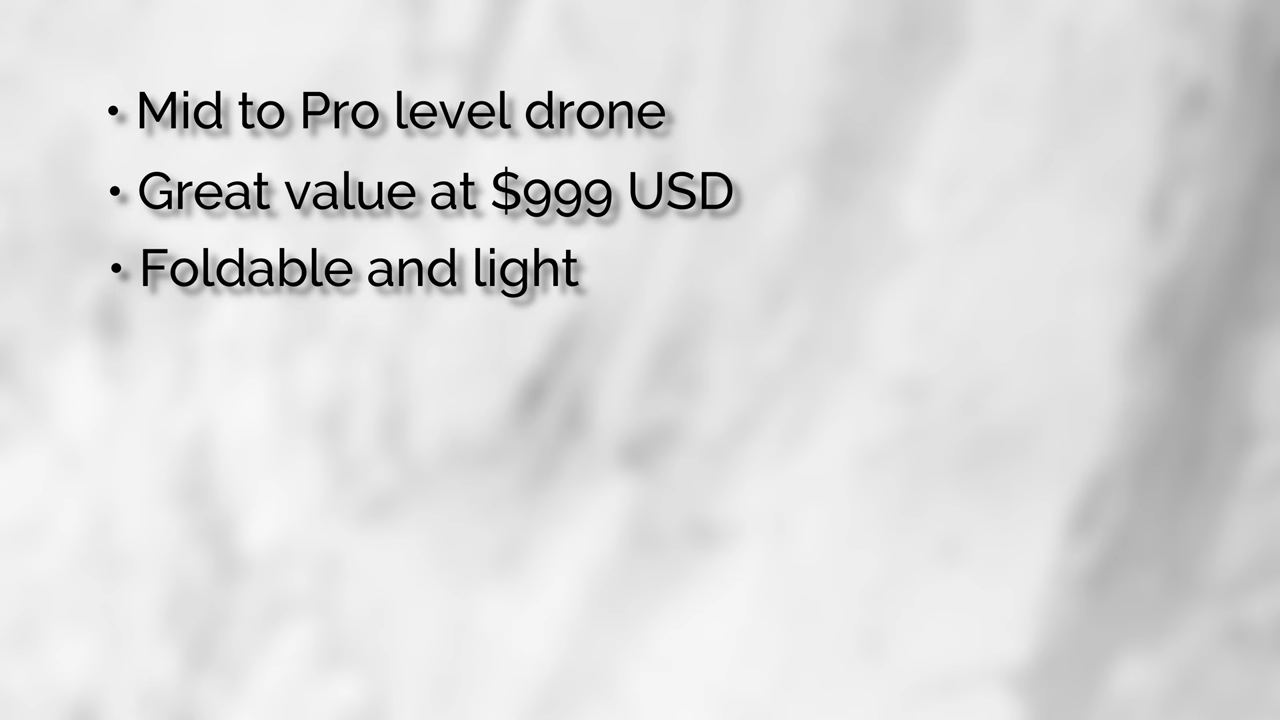 • Mid to Pro level drone
• Great value at $999 USD
• Foldable and light